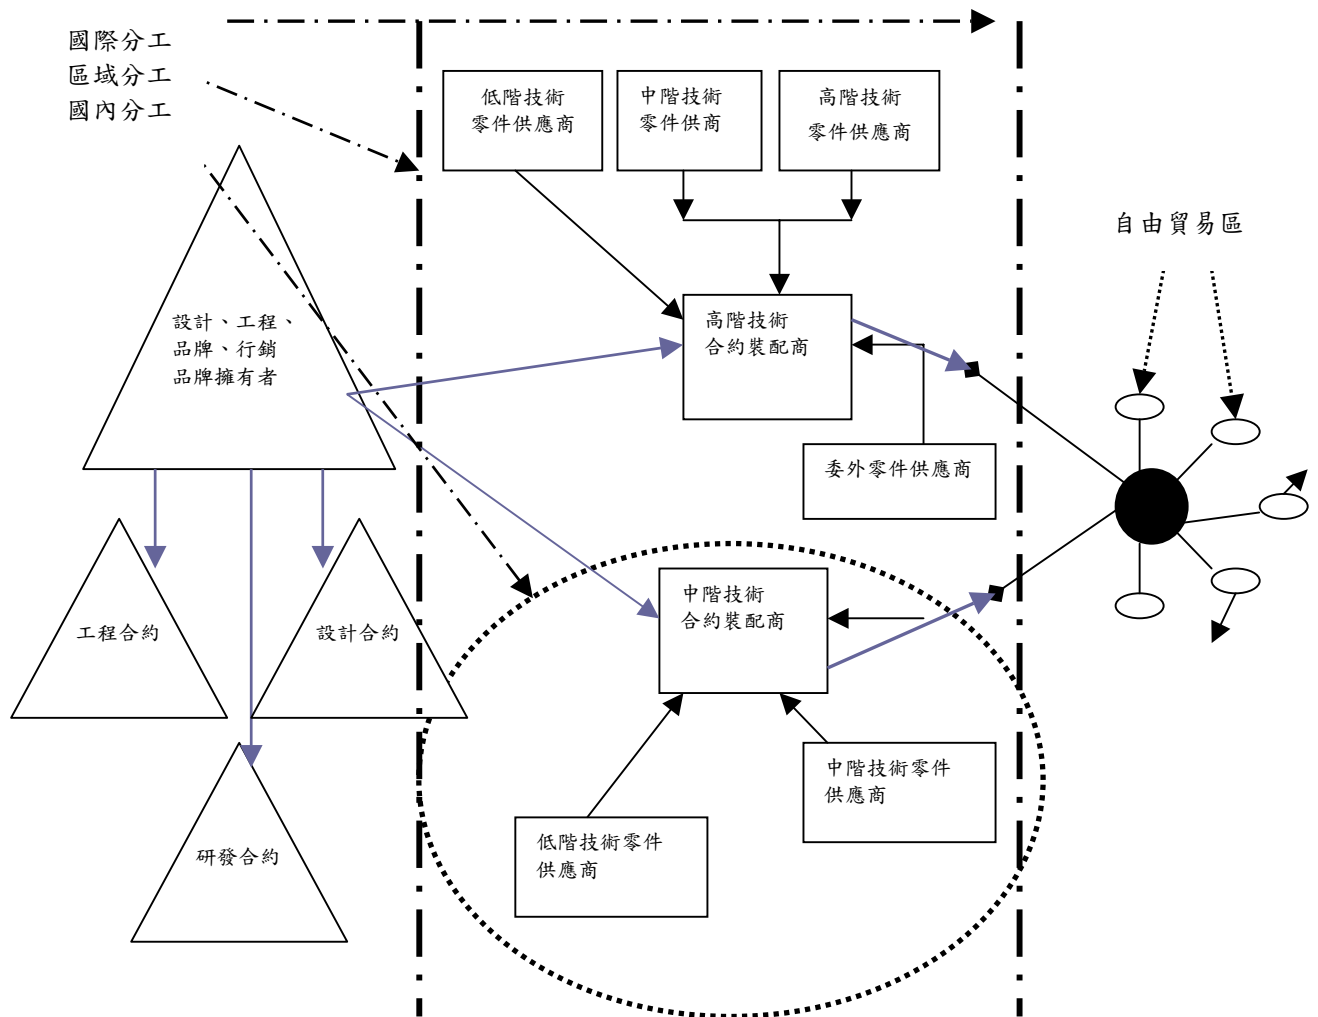 國際分工
區域分工
國內分工
低階技術
零件供應商
中階技術
零件供商
高階技術
零件供應商
自由貿易區
設計、工程、
品牌、行銷
品牌擁有者
高階技術
合約裝配商
委外零件供應商
中階技術
合約裝配商
工程合約
設計合約
中階技術零件
供應商
低階技術零件
供應商
研發合約